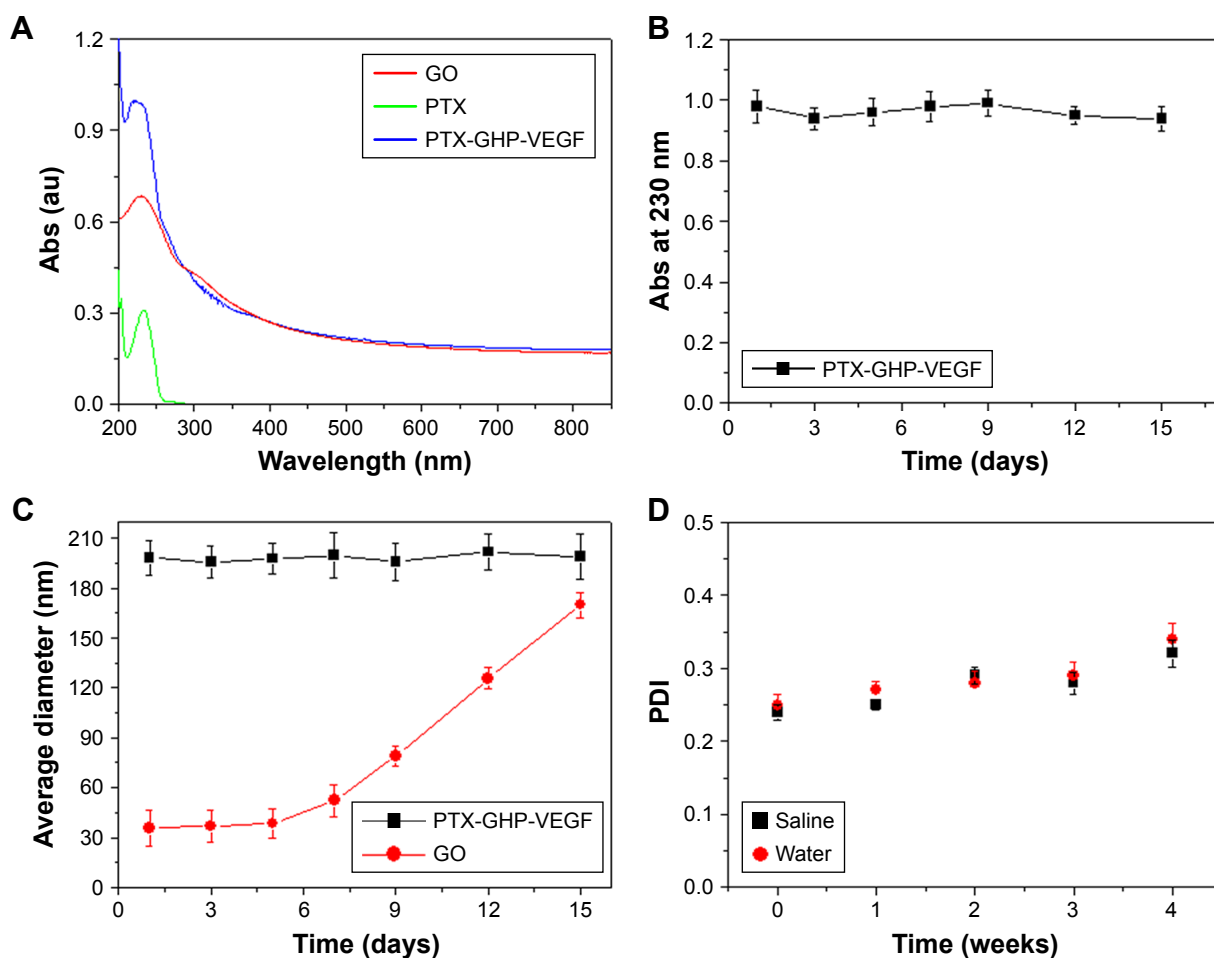 A
1.2
0.9
0.6
0.3
0.0
Abs (au)
200
300
400
500
600
700
800
Wavelength (nm)
GO
PTX
PTX-GHP-VEGF
B
1.2
1.0
0.8
0.6
0.4
0.2
0.0
Abs at 230 nm
0
3
6
9
12
15
Time (days)
PTX-GHP-VEGF
C
210
180
150
120
90
60
30
0
Average diameter (nm)
0
3
6
9
12
15
Time (days)
PTX-GHP-VEGF
GO
D
0.5
0.4
0.3
0.2
0.1
0.0
PDI
0
1
2
3
4
Time (weeks)
Saline
Water